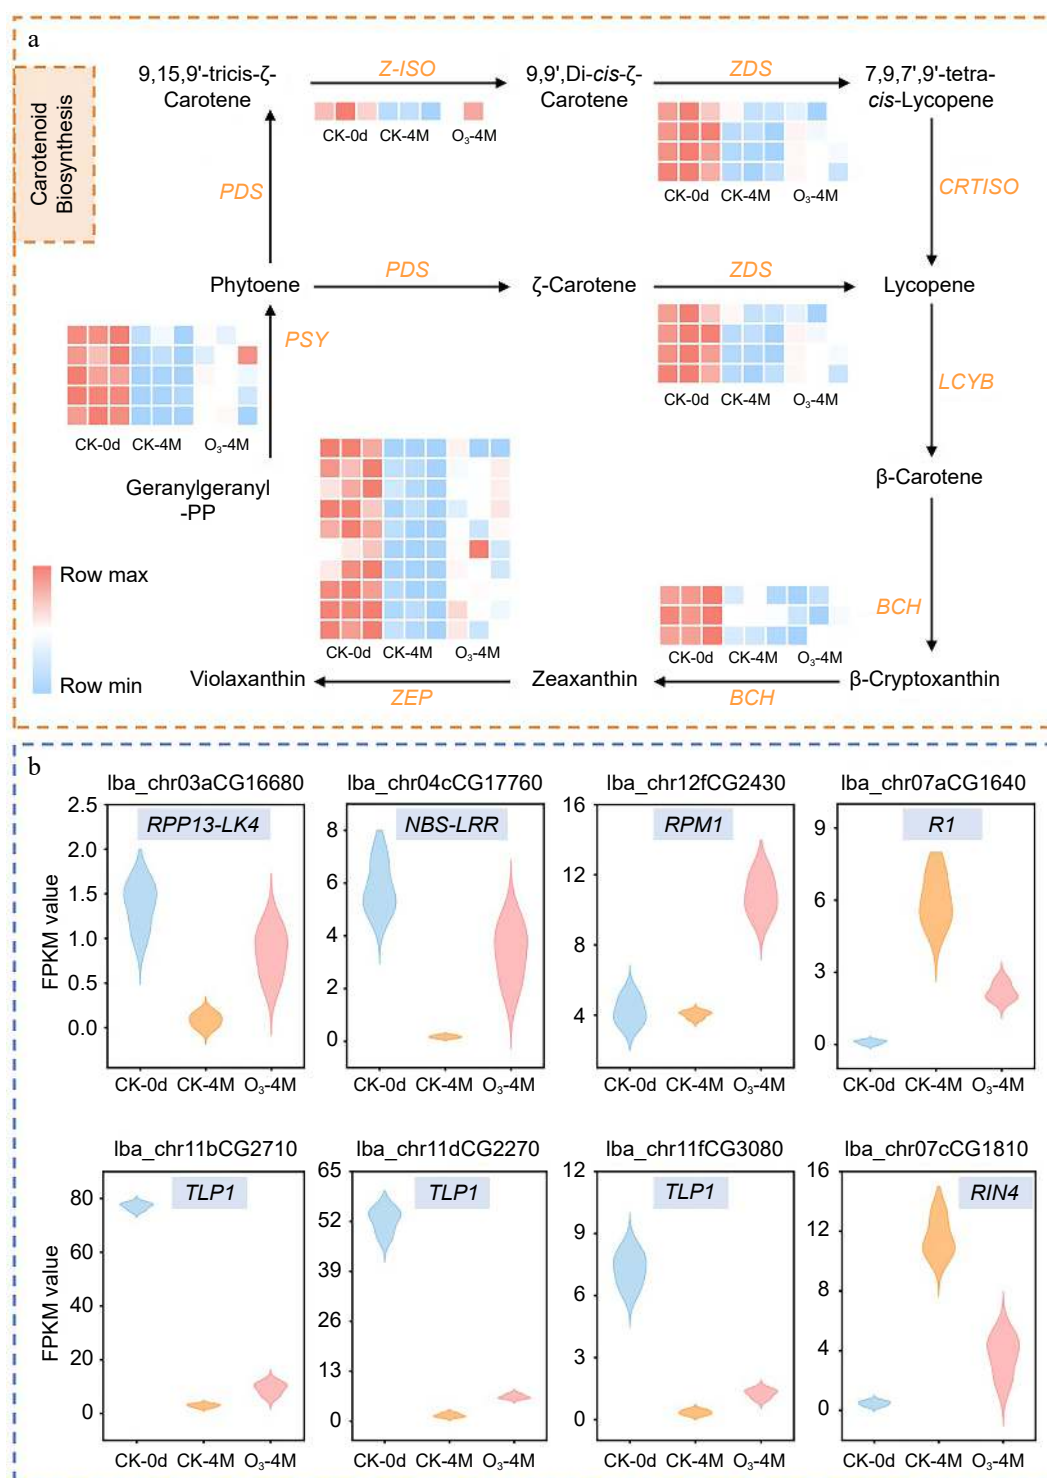 a
Carotenoid
Biosynthesis
9,15,9'-tricis-ζ-
Carotene
Z-ISO
CK-0d CK-4M O₃-4M
9,9',Di-cis-ζ-
Carotene
ZDS
CK-0d CK-4M O₃-4M
7,9,7',9'-tetra-
cis-Lycopene
PDS
CRTISO
Phytoene
PDS
ζ-Carotene
ZDS
Lycopene
CK-0d CK-4M O₃-4M
PSY
CK-0d CK-4M O₃-4M
LCYB
Geranylgeranyl
-PP
β-Carotene
Row max
Row min
CK-0d CK-4M O₃-4M
CK-0d CK-4M O₃-4M
BCH
Violaxanthin
ZEP
Zeaxanthin
BCH
β-Cryptoxanthin
b
Iba_chr03aCG16680
RPP13-LK4
FPKM value
2.5
2.0
1.5
1.0
0.5
0.0
CK-0d CK-4M O₃-4M
Iba_chr04cCG17760
NBS-LRR
8
6
4
2
0
CK-0d CK-4M O₃-4M
Iba_chr12fCG2430
RPM1
16
12
8
4
CK-0d CK-4M O₃-4M
Iba_chr07aCG1640
R1
9
6
3
0
CK-0d CK-4M O₃-4M
Iba_chr11bCG2710
TLP1
FPKM value
80
60
40
20
0
CK-0d CK-4M O₃-4M
Iba_chr11dCG2270
TLP1
65
52
39
26
13
0
CK-0d CK-4M O₃-4M
Iba_chr11fCG3080
TLP1
12
9
6
3
0
CK-0d CK-4M O₃-4M
Iba_chr07cCG1810
RIN4
16
12
8
4
0
CK-0d CK-4M O₃-4M